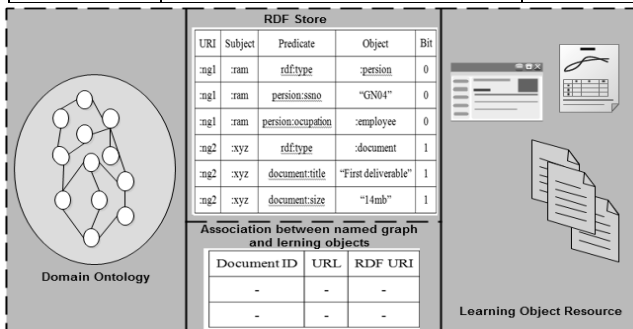 RDF Store
URI Subject Predicate Object Bit
:ng1 :ram rdf:type :persion 0
:ng1 :ram persion:ssno “GN04” 0
:ng1 :ram persion:ocupation :employee 0
:ng2 :xyz rdf:type :document 1
:ng2 :xyz document:title “First deliverable” 1
:ng2 :xyz document:size “14mb” 1
Association between named graph
and lerning objects
Document ID URL RDF URI
- - -
- - -
Domain Ontology
Learning Object Resource